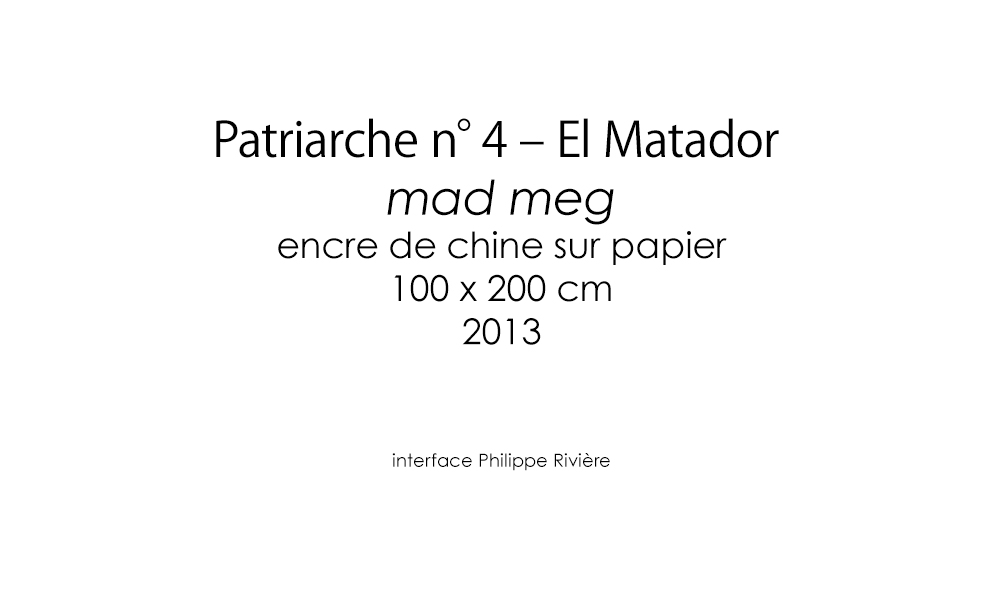 Patriarche n° 4 – El Matador
mad meg
encre de chine sur papier
100 x 200 cm
2013
interface Philippe Rivière